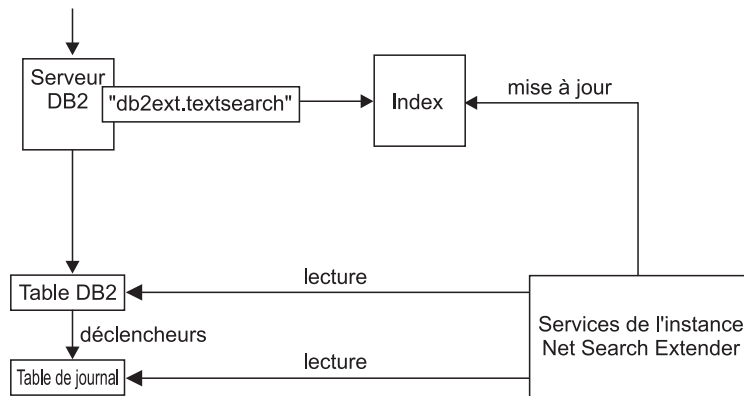 Serveur
DB2
"db2ext.textsearch"
Index
mise à jour
lecture
Table DB2
déclencheurs
Services de l'instance
Net Search Extender
lecture
Table de journal